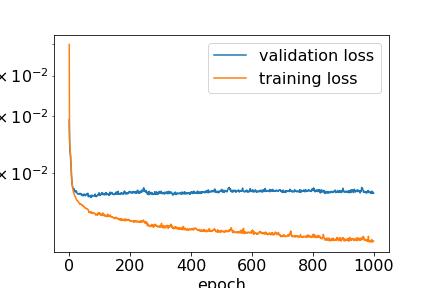 validation loss
training loss
× 10⁻²
× 10⁻²
× 10⁻²
0 200 400 600 800 1000
epoch